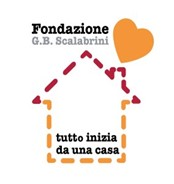 Fondazione
G.B. Scalabrini
tutto inizia
da una casa